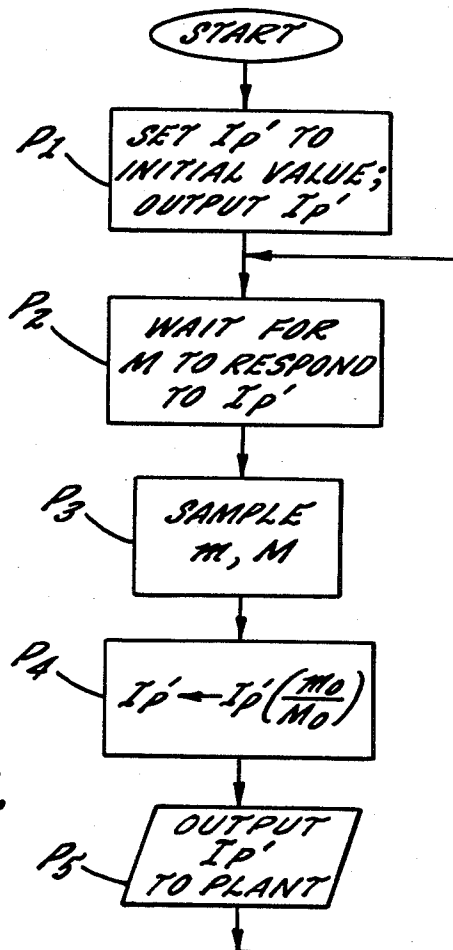 START
P1
SET Ip' TO
INITIAL VALUE;
OUTPUT Ip'
P2
WAIT FOR
M TO RESPOND
TO Ip'
P3
SAMPLE
m, M
P4
Ip' ← Ip' (m0/M0)
P5
OUTPUT
Ip'
TO PLANT